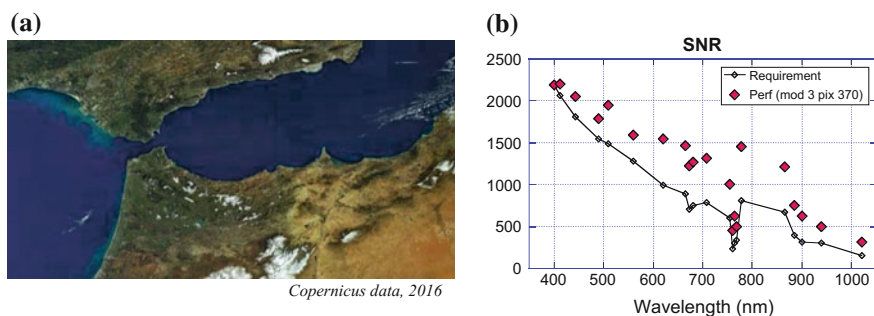 (a)
Copernicus data, 2016
(b)
SNR
2500
2000
1500
1000
500
0
Requirement
Perf (mod 3 pix 370)
400 500 600 700 800 900 1000
Wavelength (nm)